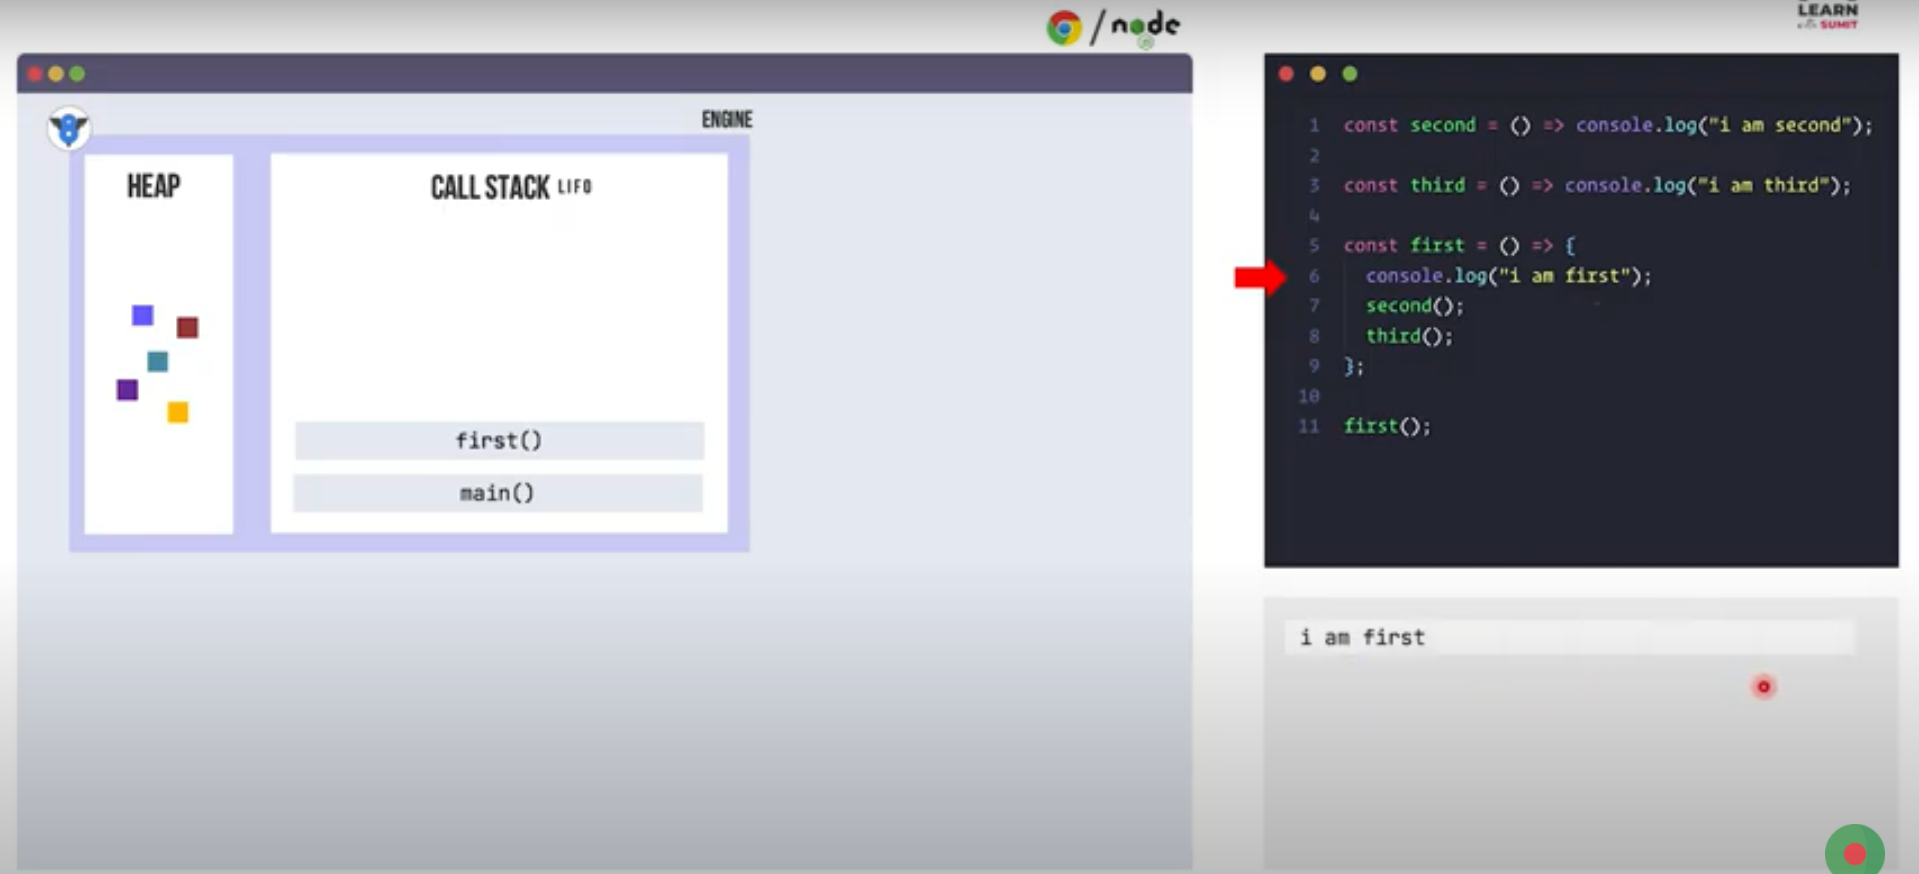 node
LEARN
SUMIT
ENGINE
HEAP
CALL STACK LIFO
first()
main()
1 const second = () => console.log("i am second");
2
3 const third = () => console.log("i am third");
4
5 const first = () => {
6 console.log("i am first");
7 second();
8 third();
9 };
10
11 first();
i am first